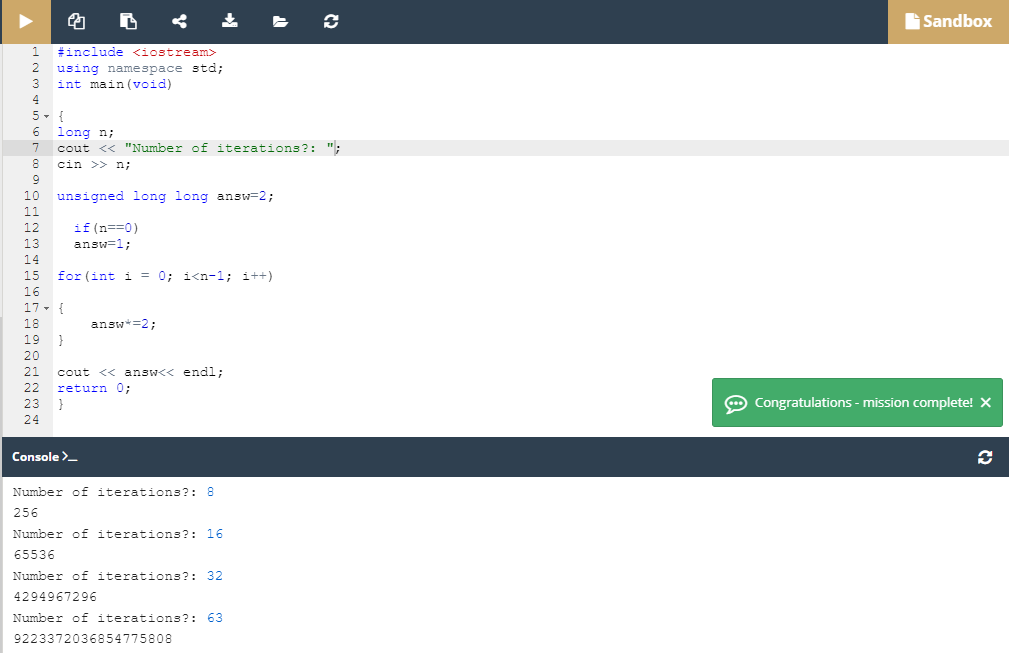 Sandbox
1 #include <iostream>
2 using namespace std;
3 int main(void)
4
5 {
6 long n;
7 cout << "Number of iterations?: ";
8 cin >> n;
9
10 unsigned long long answ=2;
11
12 if(n==0)
13 answ=1;
14
15 for(int i = 0; i<n-1; i++)
16
17 {
18 answ*=2;
19 }
20
21 cout << answ<< endl;
22 return 0;
23 }
24
Congratulations - mission complete!
Console >_
Number of iterations?: 8
256
Number of iterations?: 16
65536
Number of iterations?: 32
4294967296
Number of iterations?: 63
9223372036854775808